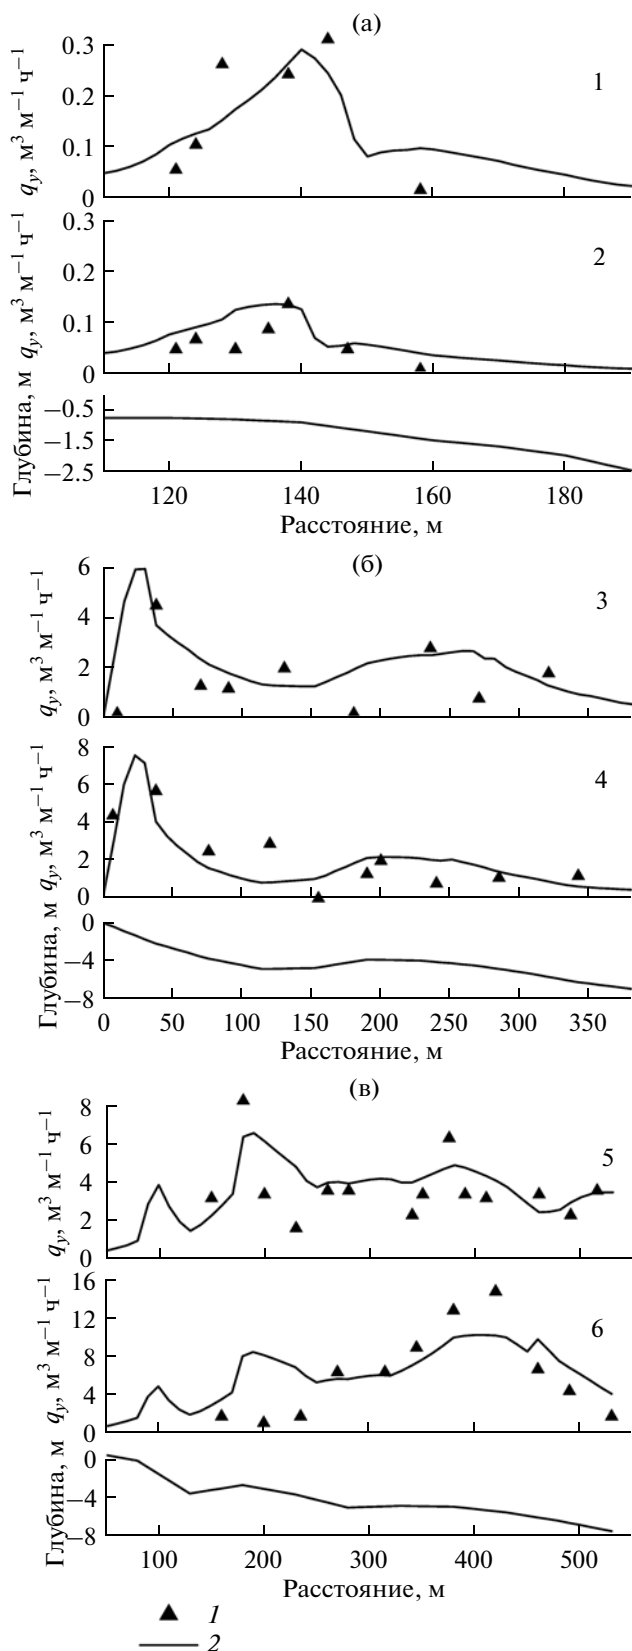 (а)
q_y, м³ м⁻¹ ч⁻¹
0.3
0.2
0.1
0
1
q_y, м³ м⁻¹ ч⁻¹
0.3
0.2
0.1
0
2
Глубина, м
−0.5
−1.5
−2.5
120 140 160 180
Расстояние, м
(б)
q_y, м³ м⁻¹ ч⁻¹
6
4
2
0
3
q_y, м³ м⁻¹ ч⁻¹
8
6
4
2
0
4
Глубина, м
0
−4
−8
0 50 100 150 200 250 300 350
Расстояние, м
(в)
q_y, м³ м⁻¹ ч⁻¹
8
6
4
2
0
5
q_y, м³ м⁻¹ ч⁻¹
16
12
8
4
0
6
Глубина, м
0
−4
−8
100 200 300 400 500
Расстояние, м
1
2